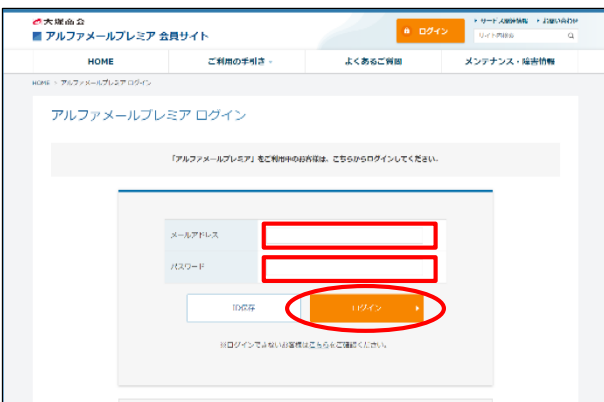 大塚商会
アルファメールプレミア 会員サイト
ログイン
サービス関連情報 お問い合わせ
サイト内検索
HOME ご利用の手引き よくあるご質問 メンテナンス・障害情報
HOME > アルファメールプレミア ログイン
アルファメールプレミア ログイン
「アルファメールプレミア」をご利用中のお客様は、こちらからログインしてください。
メールアドレス
パスワード
ID保存 ログイン
※ログインできないお客様はこちらをご確認ください。